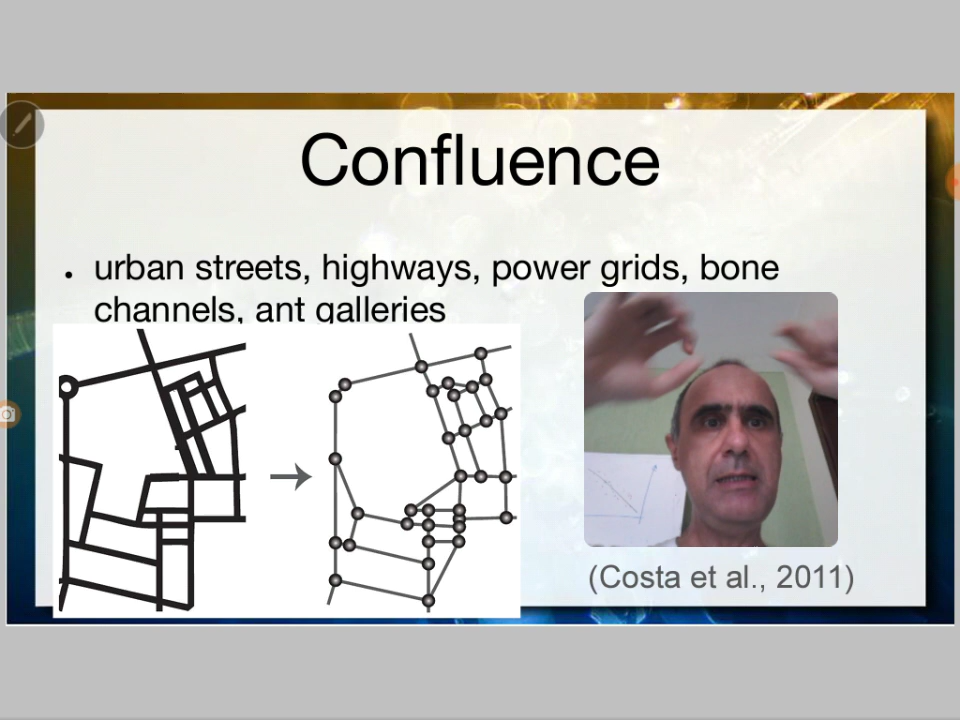 Confluence
• urban streets, highways, power grids, bone
channels, ant galleries
(Costa et al., 2011)